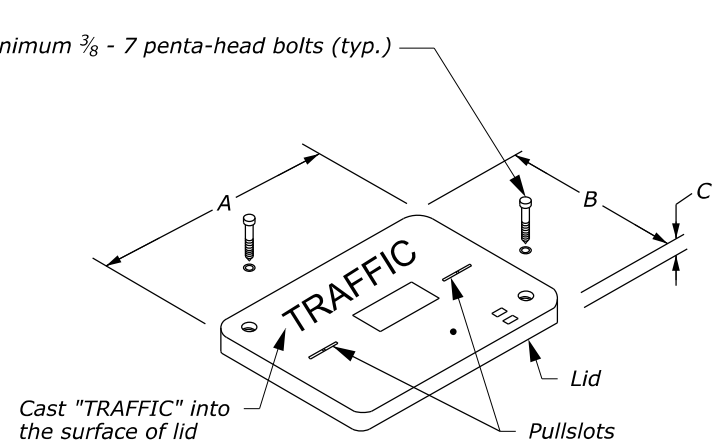 nimum ⅜ - 7 penta-head bolts (typ.)
A
B
C
TRAFFIC
Lid
Cast "TRAFFIC" into
the surface of lid
Pullslots